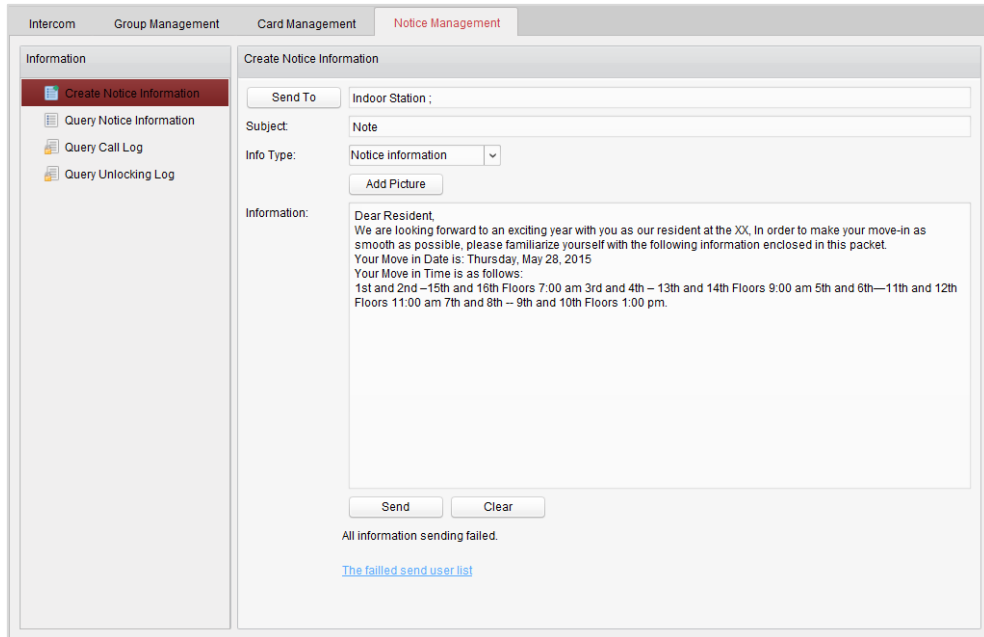 Intercom Group Management Card Management Notice Management
Information
Create Notice Information
Query Notice Information
Query Call Log
Query Unlocking Log
Create Notice Information
Send To Indoor Station ;
Subject: Note
Info Type: Notice information
Add Picture
Information:
Dear Resident,
We are looking forward to an exciting year with you as our resident at the XX, In order to make your move-in as
smooth as possible, please familiarize yourself with the following information enclosed in this packet.
Your Move in Date is: Thursday, May 28, 2015
Your Move in Time is as follows:
1st and 2nd –15th and 16th Floors 7:00 am 3rd and 4th – 13th and 14th Floors 9:00 am 5th and 6th—11th and 12th
Floors 11:00 am 7th and 8th -- 9th and 10th Floors 1:00 pm.
Send Clear
All information sending failed.
The failled send user list